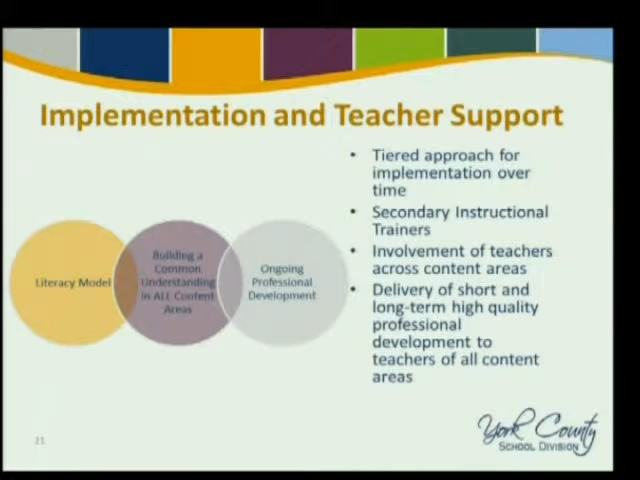 Implementation and Teacher Support
Literacy Model
Building a
Common
Understanding
in ALL Content
Areas
Ongoing
Professional
Development
• Tiered approach for
implementation over
time
• Secondary Instructional
Trainers
• Involvement of teachers
across content areas
• Delivery of short and
long-term high quality
professional
development to
teachers of all content
areas
21
York County
SCHOOL DIVISION